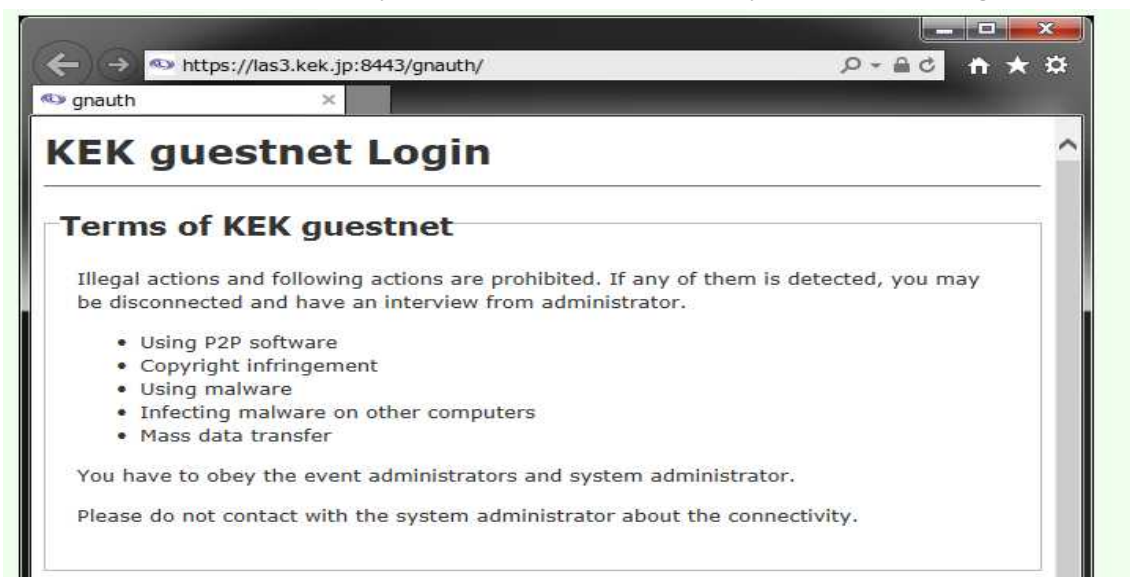 https://las3.kek.jp:8443/gnauth/
gnauth
KEK guestnet Login
Terms of KEK guestnet
Illegal actions and following actions are prohibited. If any of them is detected, you may
be disconnected and have an interview from administrator.
• Using P2P software
• Copyright infringement
• Using malware
• Infecting malware on other computers
• Mass data transfer
You have to obey the event administrators and system administrator.
Please do not contact with the system administrator about the connectivity.